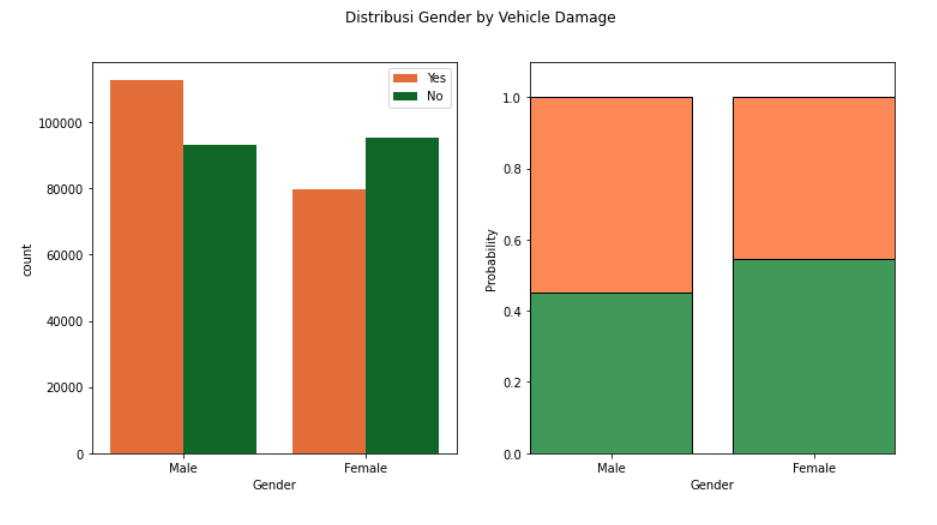 Distribusi Gender by Vehicle Damage
Yes
No
100000
80000
60000
40000
20000
0
count
Male
Female
Gender
1.0
0.8
0.6
0.4
0.2
0.0
Probability
Male
Female
Gender